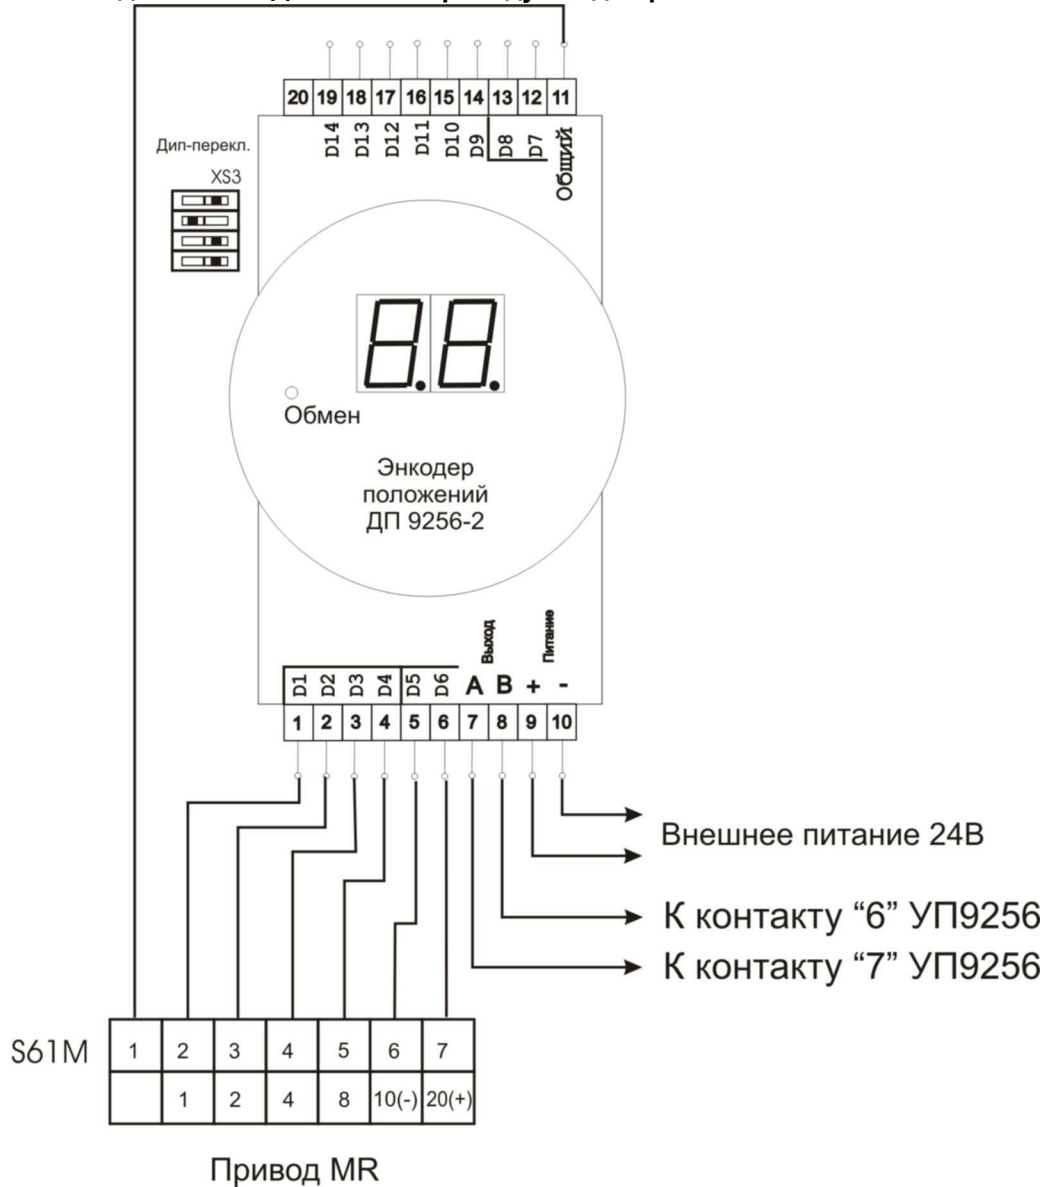 20 19 18 17 16 15 14 13 12 11
D14 D13 D12 D11 D10 D9 D8 D7 Общий
Дип-перекл.
XS3
8.8.
Обмен
Энкодер
положений
ДП 9256-2
Выход Питание
D1 D2 D3 D4 D5 D6 A B + -
1 2 3 4 5 6 7 8 9 10
Внешнее питание 24В
К контакту “6” УП9256
К контакту “7” УП9256
S61M 1 2 3 4 5 6 7
1 2 4 8 10(-) 20(+)
Привод MR